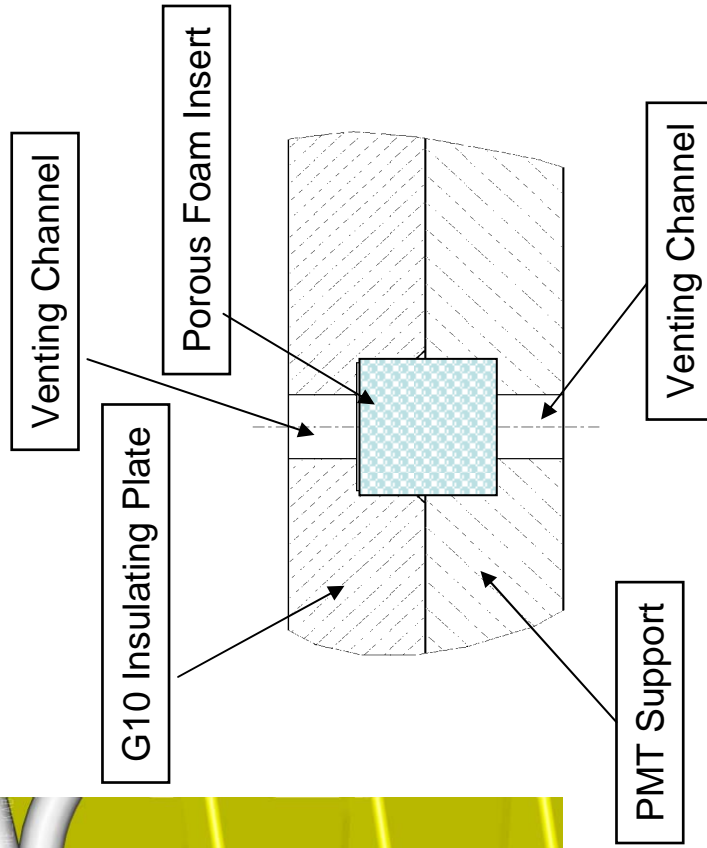 Venting Channel
Porous Foam Insert
G10 Insulating Plate
Venting Channel
PMT Support